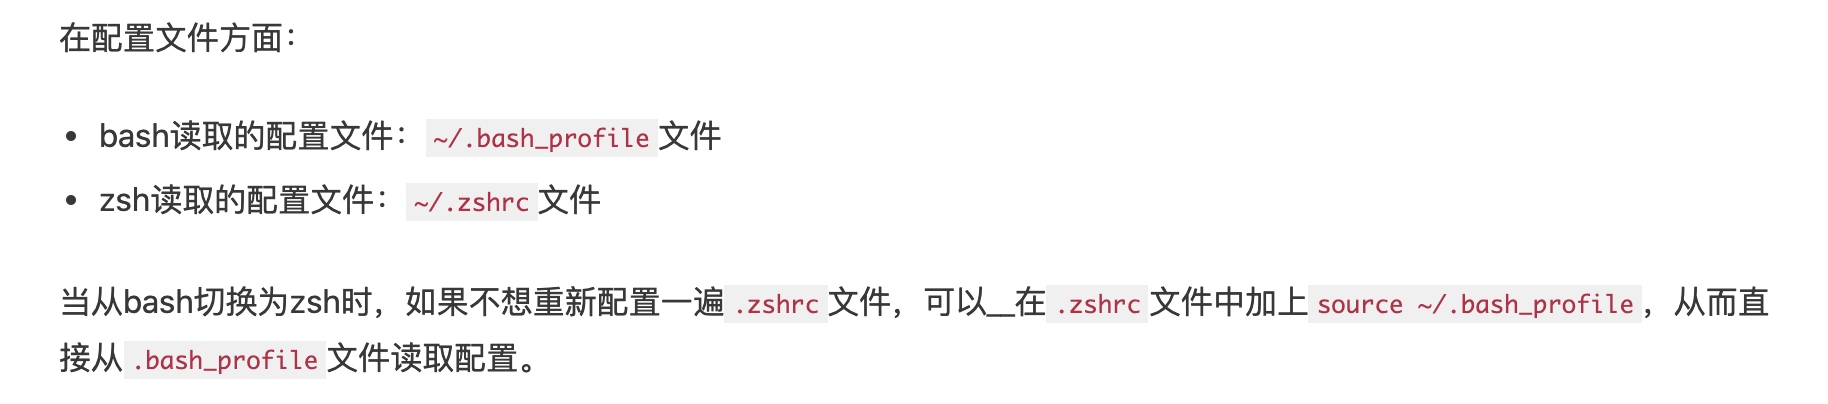 在配置文件方面：
• bash读取的配置文件： ~/.bash_profile文件
• zsh读取的配置文件： ~/.zshrc文件
当从bash切换为zsh时，如果不想重新配置一遍.zshrc文件，可以__在.zshrc文件中加上source ~/.bash_profile，从而直
接从.bash_profile文件读取配置。